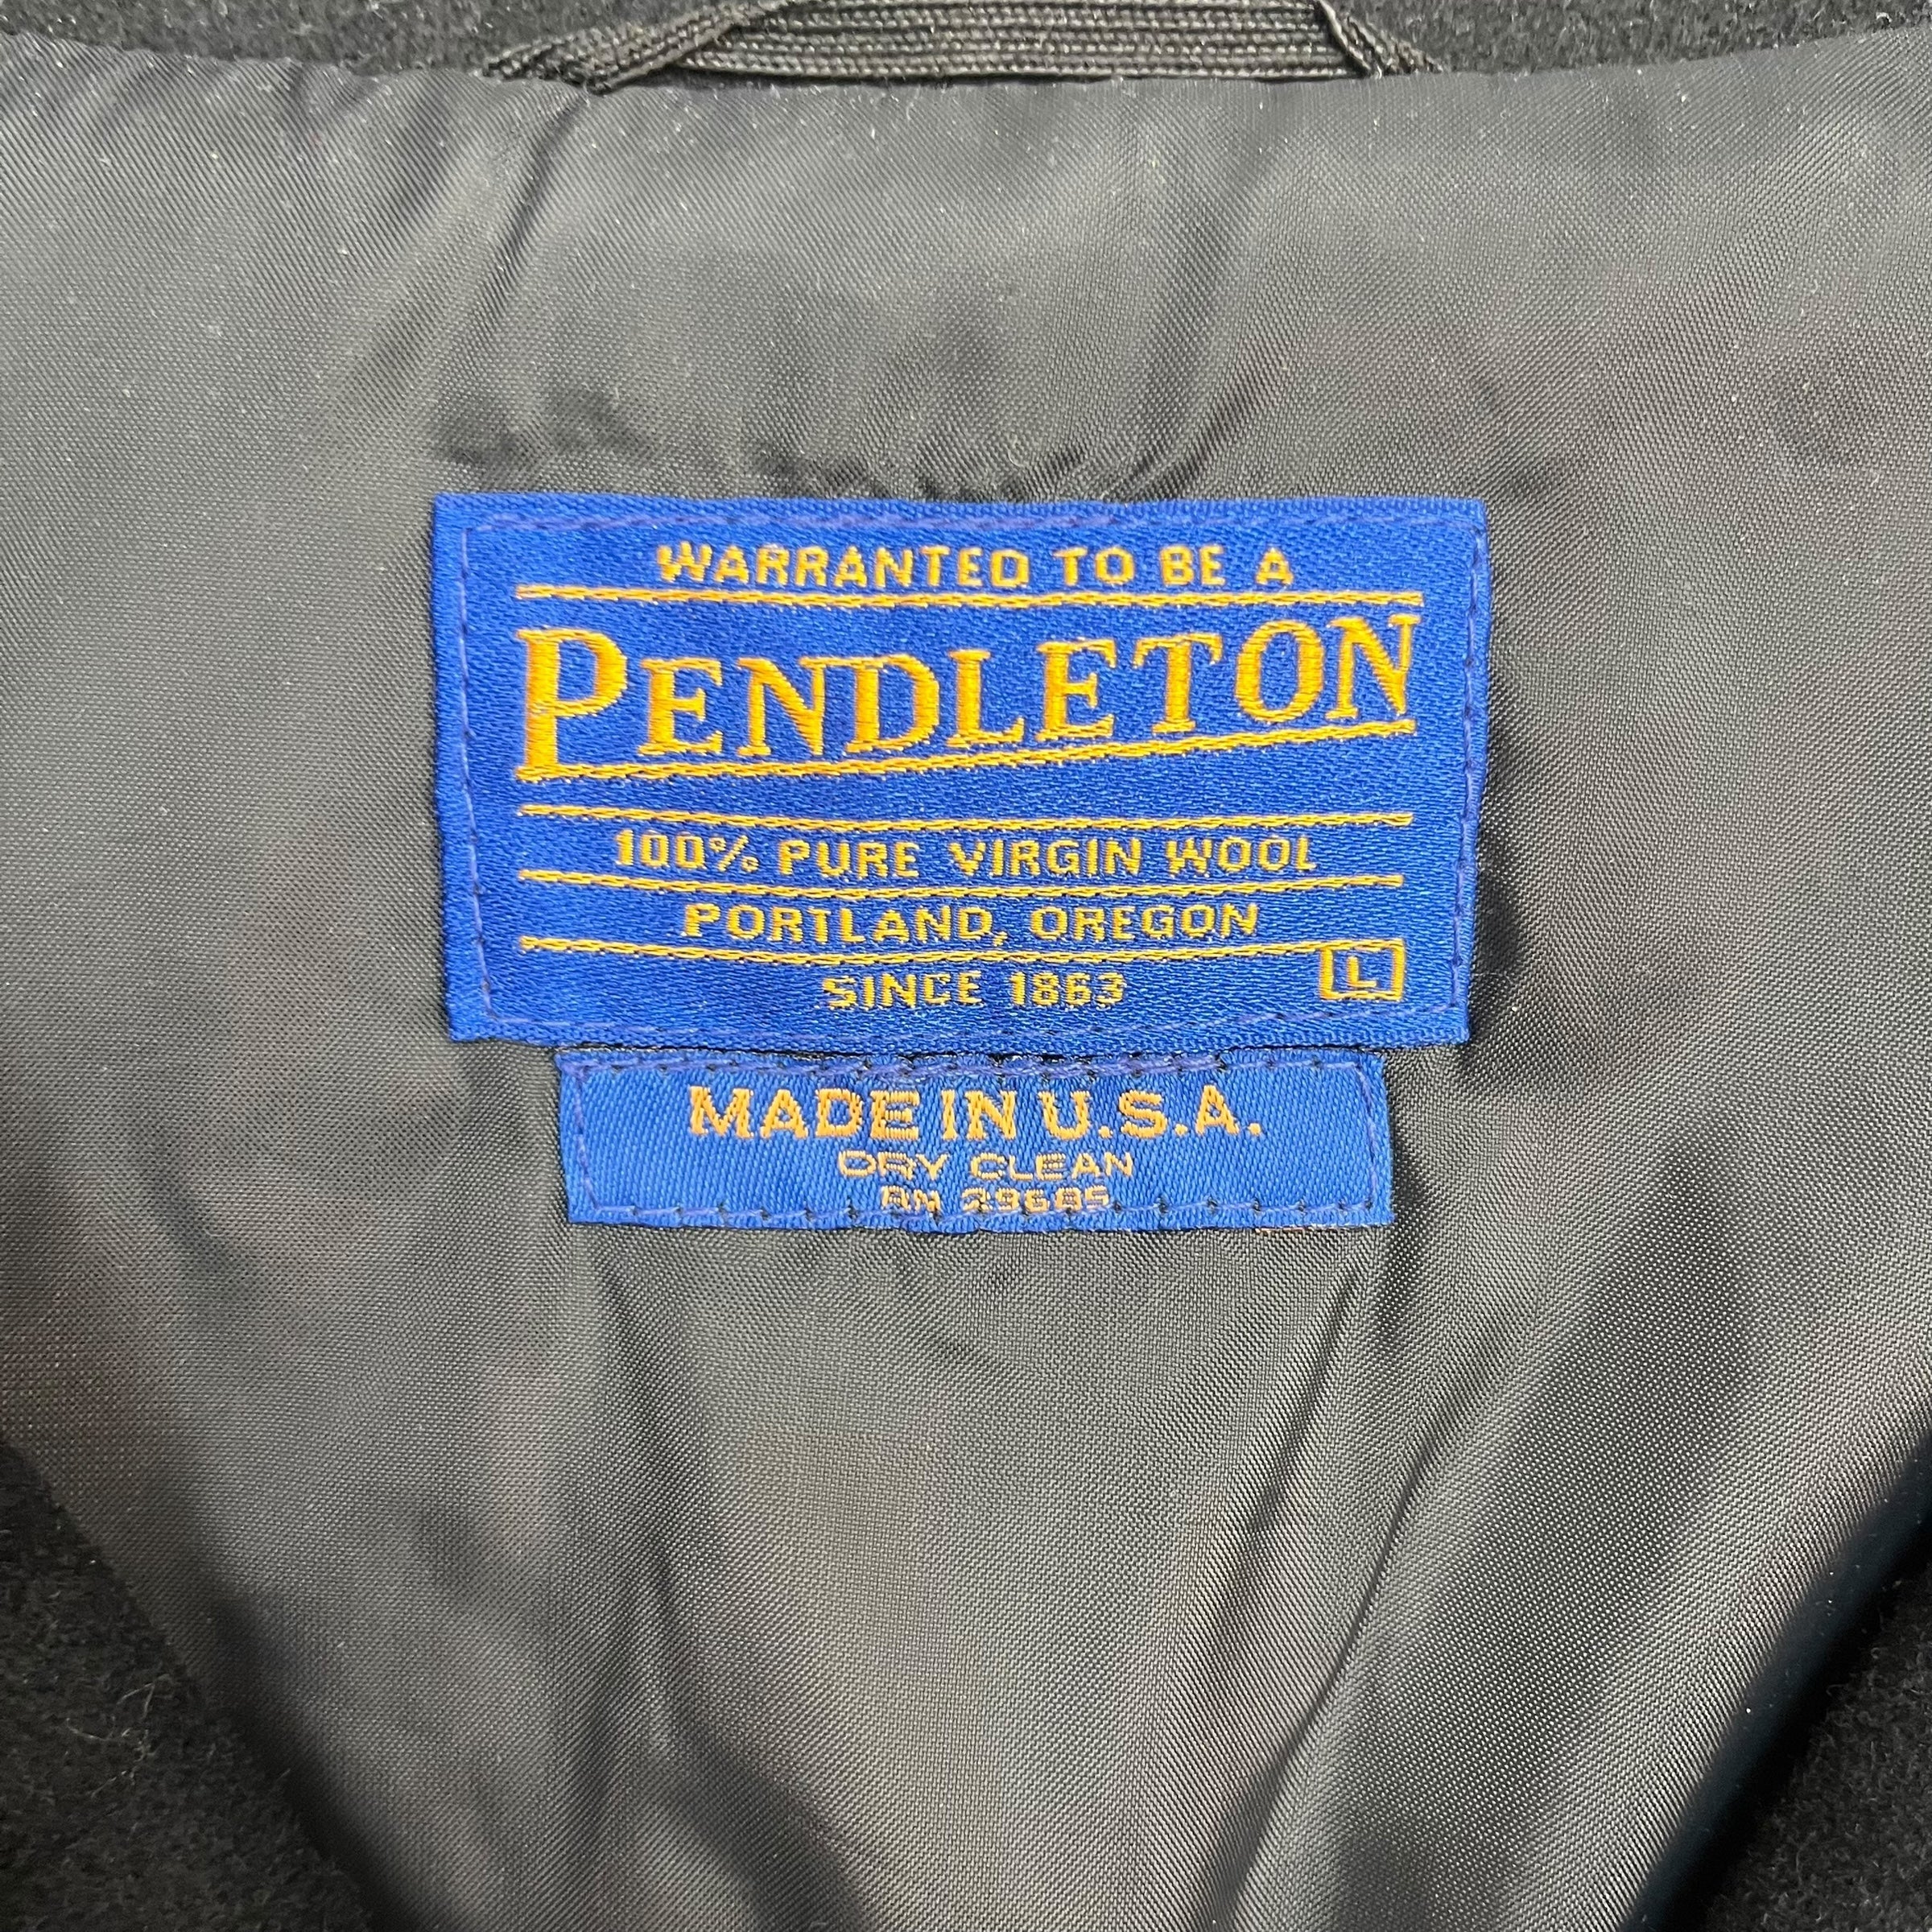 WARRANTED TO BE A
PENDLETON
100% PURE VIRGIN WOOL
PORTLAND, OREGON
SINCE 1863
L
MADE IN U.S.A.
DRY CLEAN
RN 29685